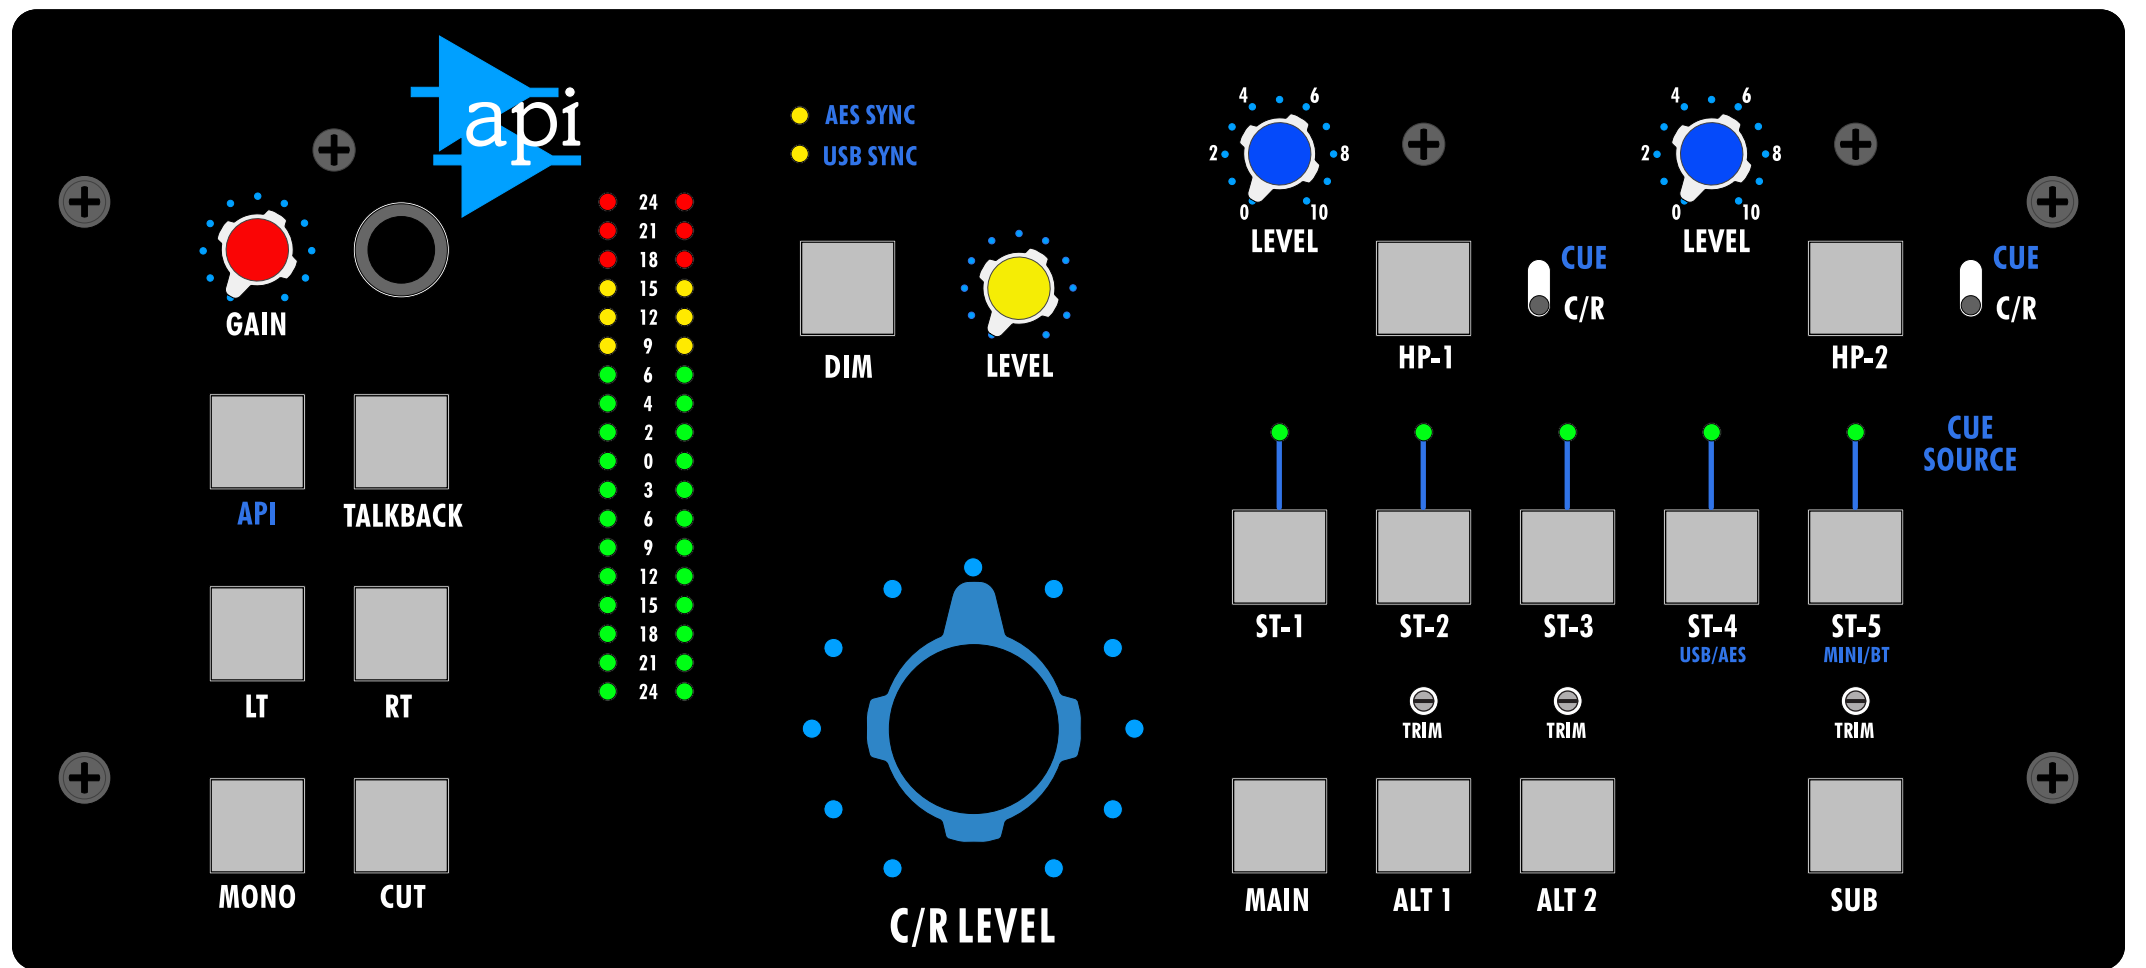 api
AES SYNC
USB SYNC
GAIN
API
TALKBACK
LT
RT
MONO
CUT
24
21
18
15
12
9
6
4
2
0
3
6
9
12
15
18
21
24
DIM
LEVEL
C/R LEVEL
4 6
2 8
0 10
LEVEL
HP-1
CUE
C/R
4 6
2 8
0 10
LEVEL
HP-2
CUE
C/R
CUE
SOURCE
ST-1
ST-2
ST-3
ST-4
USB/AES
ST-5
MINI/BT
TRIM
TRIM
TRIM
MAIN
ALT 1
ALT 2
SUB